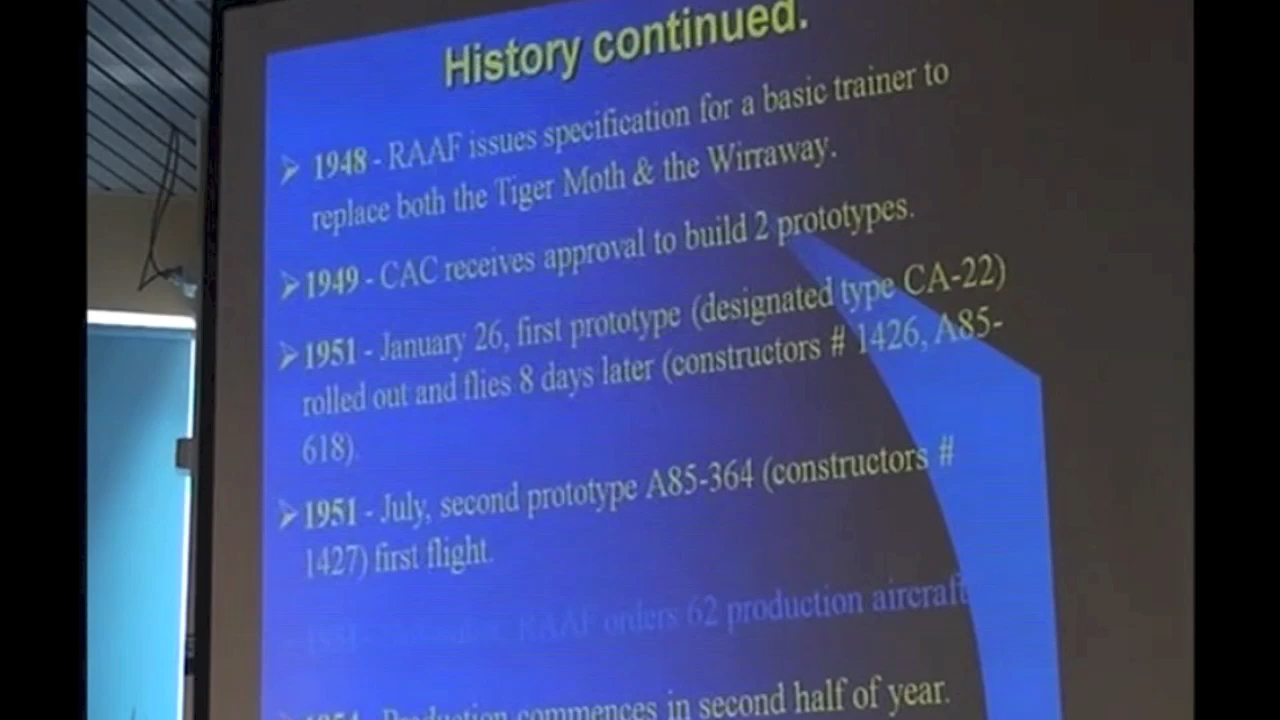 History continued.
➢ 1948 - RAAF issues specification for a basic trainer to
replace both the Tiger Moth & the Wirraway.
➢ 1949 - CAC receives approval to build 2 prototypes.
➢ 1951 - January 26, first prototype (designated type CA-22)
rolled out and flies 8 days later (constructors # 1426, A85-
618).
➢ 1951 - July, second prototype A85-364 (constructors #
1427) first flight.
RAAF orders 62 production aircraft
1954 - Production commences in second half of year.